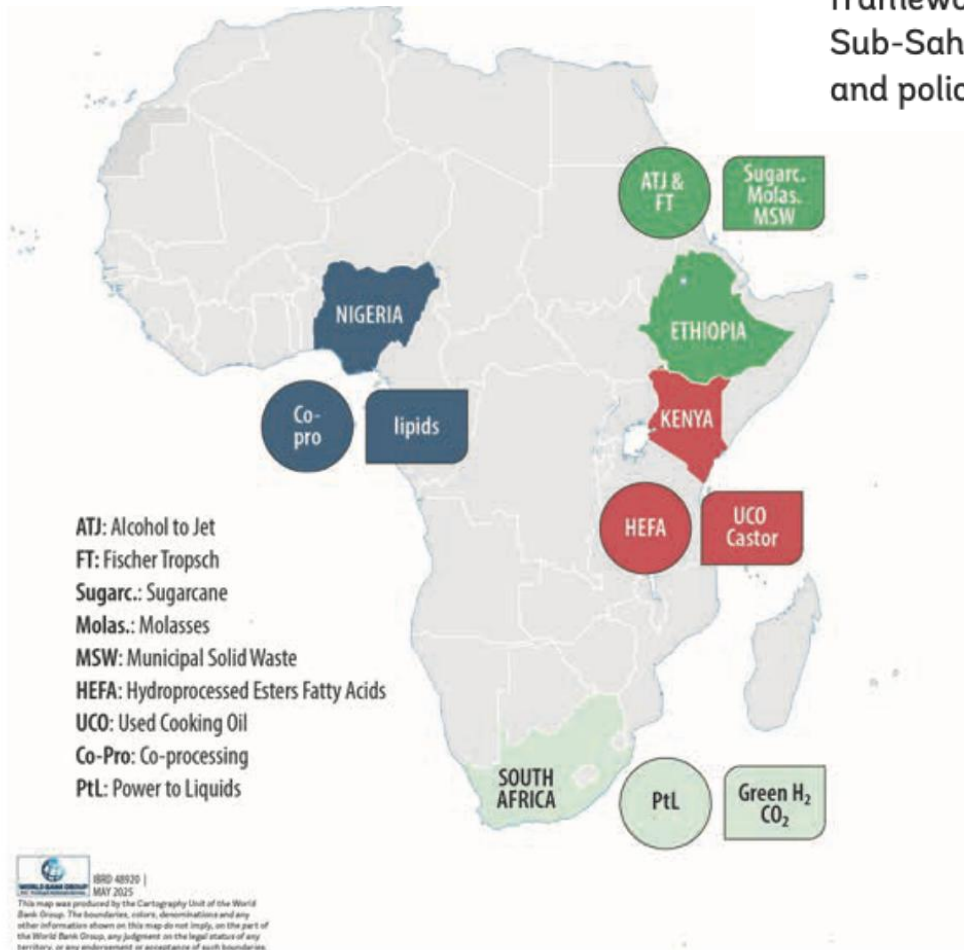 framewo
Sub-Sah
and polic
ATJ &
FT
Sugarc.
Molas.
MSW
NIGERIA
ETHIOPIA
KENYA
Co-
pro
lipids
HEFA
UCO
Castor
ATJ: Alcohol to Jet
FT: Fischer Tropsch
Sugarc.: Sugarcane
Molas.: Molasses
MSW: Municipal Solid Waste
HEFA: Hydroprocessed Esters Fatty Acids
UCO: Used Cooking Oil
Co-Pro: Co-processing
PtL: Power to Liquids
SOUTH
AFRICA
PtL
Green H₂
CO₂
WORLD BANK GROUP
IBRD 48920 |
MAY 2025
This map was produced by the Cartography Unit of the World
Bank Group. The boundaries, colors, denominations and any
other information shown on this map do not imply, on the part of
the World Bank Group, any judgment on the legal status of any
territory, or any endorsement or acceptance of such boundaries.